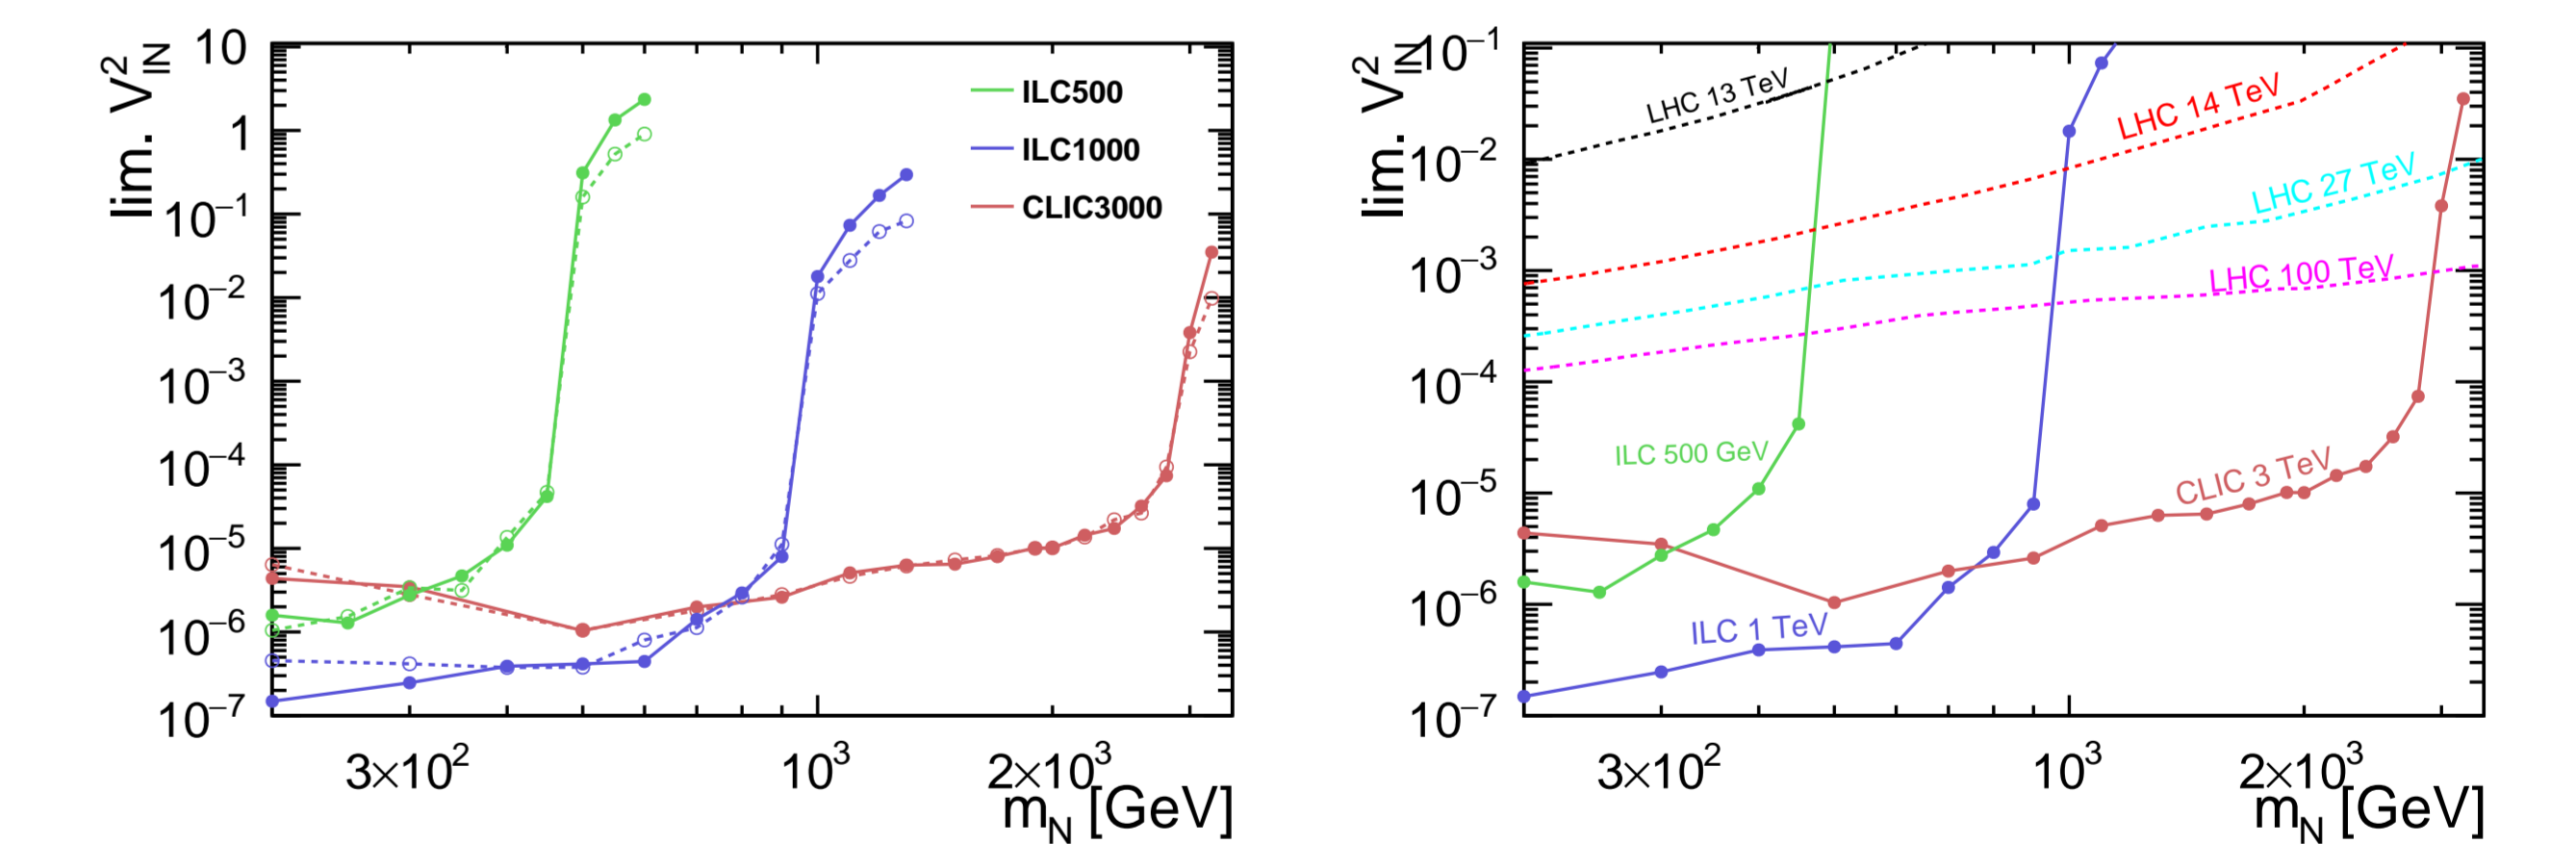 lim. V²_IN
10
1
10⁻¹
10⁻²
10⁻³
10⁻⁴
10⁻⁵
10⁻⁶
10⁻⁷
ILC500
ILC1000
CLIC3000
3×10²
10³
2×10³
m_N [GeV]
lim. V²_IN
10⁻¹
10⁻²
10⁻³
10⁻⁴
10⁻⁵
10⁻⁶
10⁻⁷
LHC 13 TeV
LHC 14 TeV
LHC 27 TeV
LHC 100 TeV
ILC 500 GeV
CLIC 3 TeV
ILC 1 TeV
3×10²
10³
2×10³
m_N [GeV]